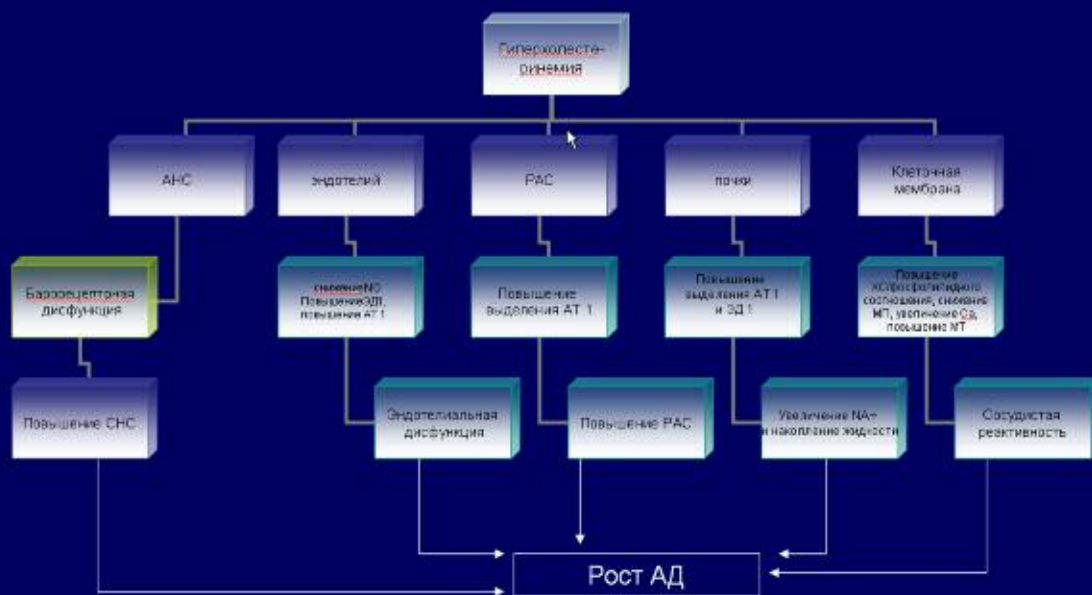 Гиперхолесте-
ринемия
АНС
эндотелий
РАС
почки
Клеточная
мембрана
Барорецепторная
дисфункция
снижение NO
Повышение ЭД1,
повышение АТ 1
Повышение
выделения АТ 1
Повышение
выделения АТ 1
и ЭД 1
Повышение
ХС/фосфолипидного
соотношения, снижение
МП, увеличение Ca,
повышение МТ
Повышение СНС
Эндотелиальная
дисфункция
Повышение РАС
Увеличение NA+
и накопление жидкости
Сосудистая
реактивность
Рост АД